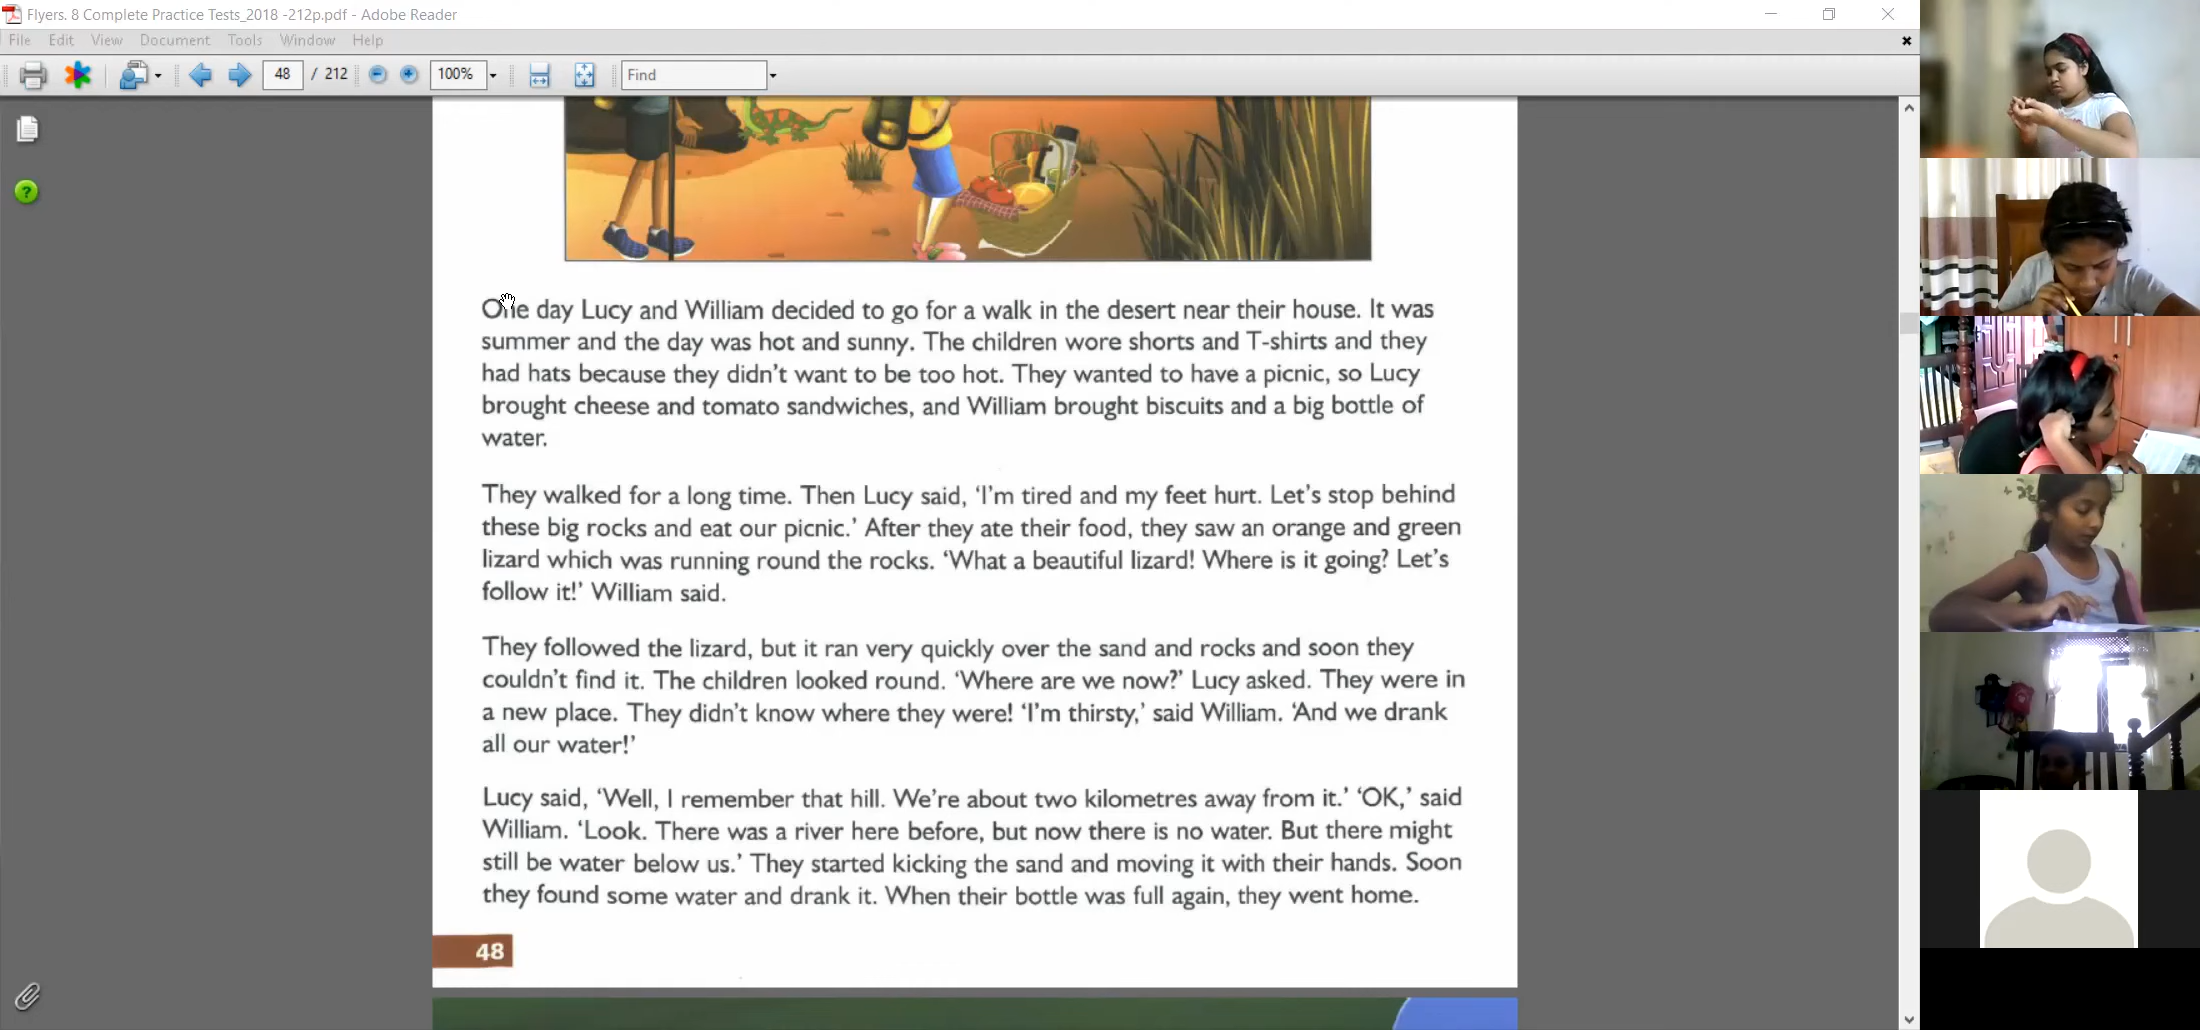 Flyers. 8 Complete Practice Tests_2018 -212p.pdf - Adobe Reader
File Edit View Document Tools Window Help
48 / 212 100% Find
One day Lucy and William decided to go for a walk in the desert near their house. It was
summer and the day was hot and sunny. The children wore shorts and T-shirts and they
had hats because they didn’t want to be too hot. They wanted to have a picnic, so Lucy
brought cheese and tomato sandwiches, and William brought biscuits and a big bottle of
water.
They walked for a long time. Then Lucy said, ‘I’m tired and my feet hurt. Let’s stop behind
these big rocks and eat our picnic.’ After they ate their food, they saw an orange and green
lizard which was running round the rocks. ‘What a beautiful lizard! Where is it going? Let’s
follow it!’ William said.
They followed the lizard, but it ran very quickly over the sand and rocks and soon they
couldn’t find it. The children looked round. ‘Where are we now?’ Lucy asked. They were in
a new place. They didn’t know where they were! ‘I’m thirsty,’ said William. ‘And we drank
all our water!’
Lucy said, ‘Well, I remember that hill. We’re about two kilometres away from it.’ ‘OK,’ said
William. ‘Look. There was a river here before, but now there is no water. But there might
still be water below us.’ They started kicking the sand and moving it with their hands. Soon
they found some water and drank it. When their bottle was full again, they went home.
48